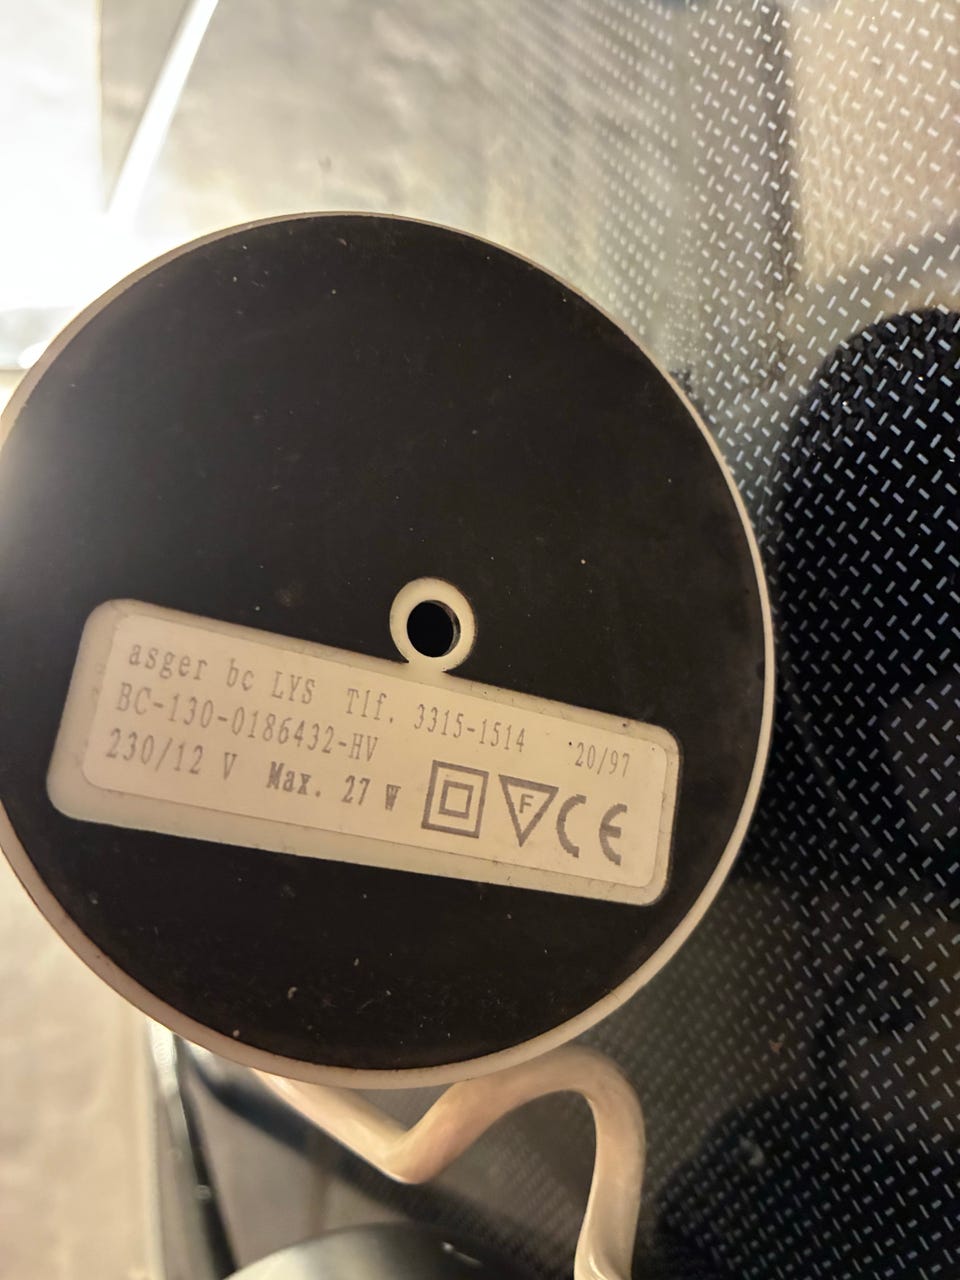 asger bc LYS Tlf. 3315-1514 20/97
BC-130-0186432-HV
230/12 V Max. 27 W
F CE